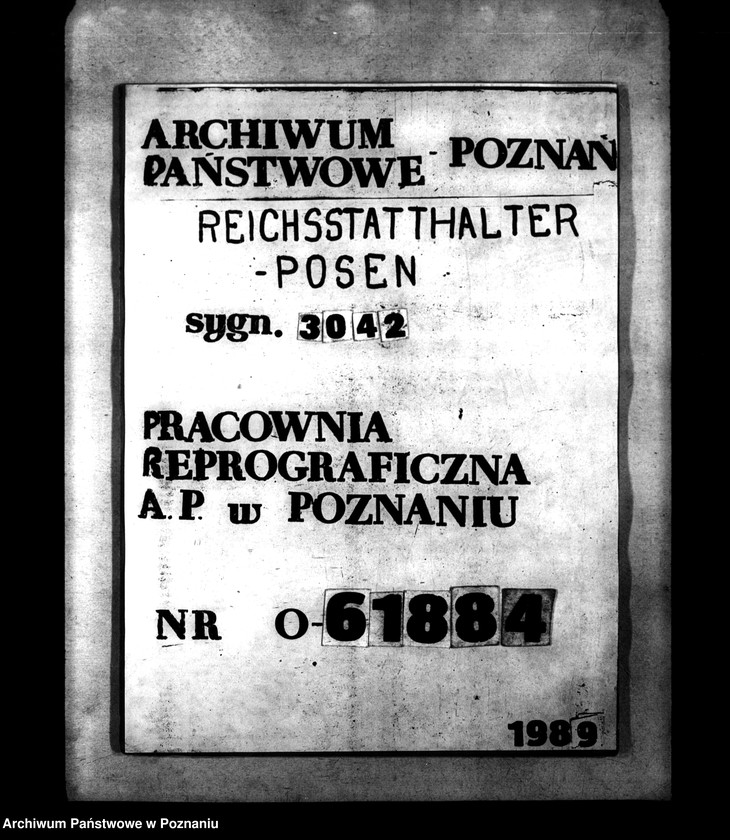 ARCHIWUM
PAŃSTWOWE - POZNAŃ
REICHSSTATTHALTER
-POSEN
sygn. 3042
PRACOWNIA
REPROGRAFICZNA
A.P. w POZNANIU
NR O-61884
1989
Archiwum Państwowe w Poznaniu